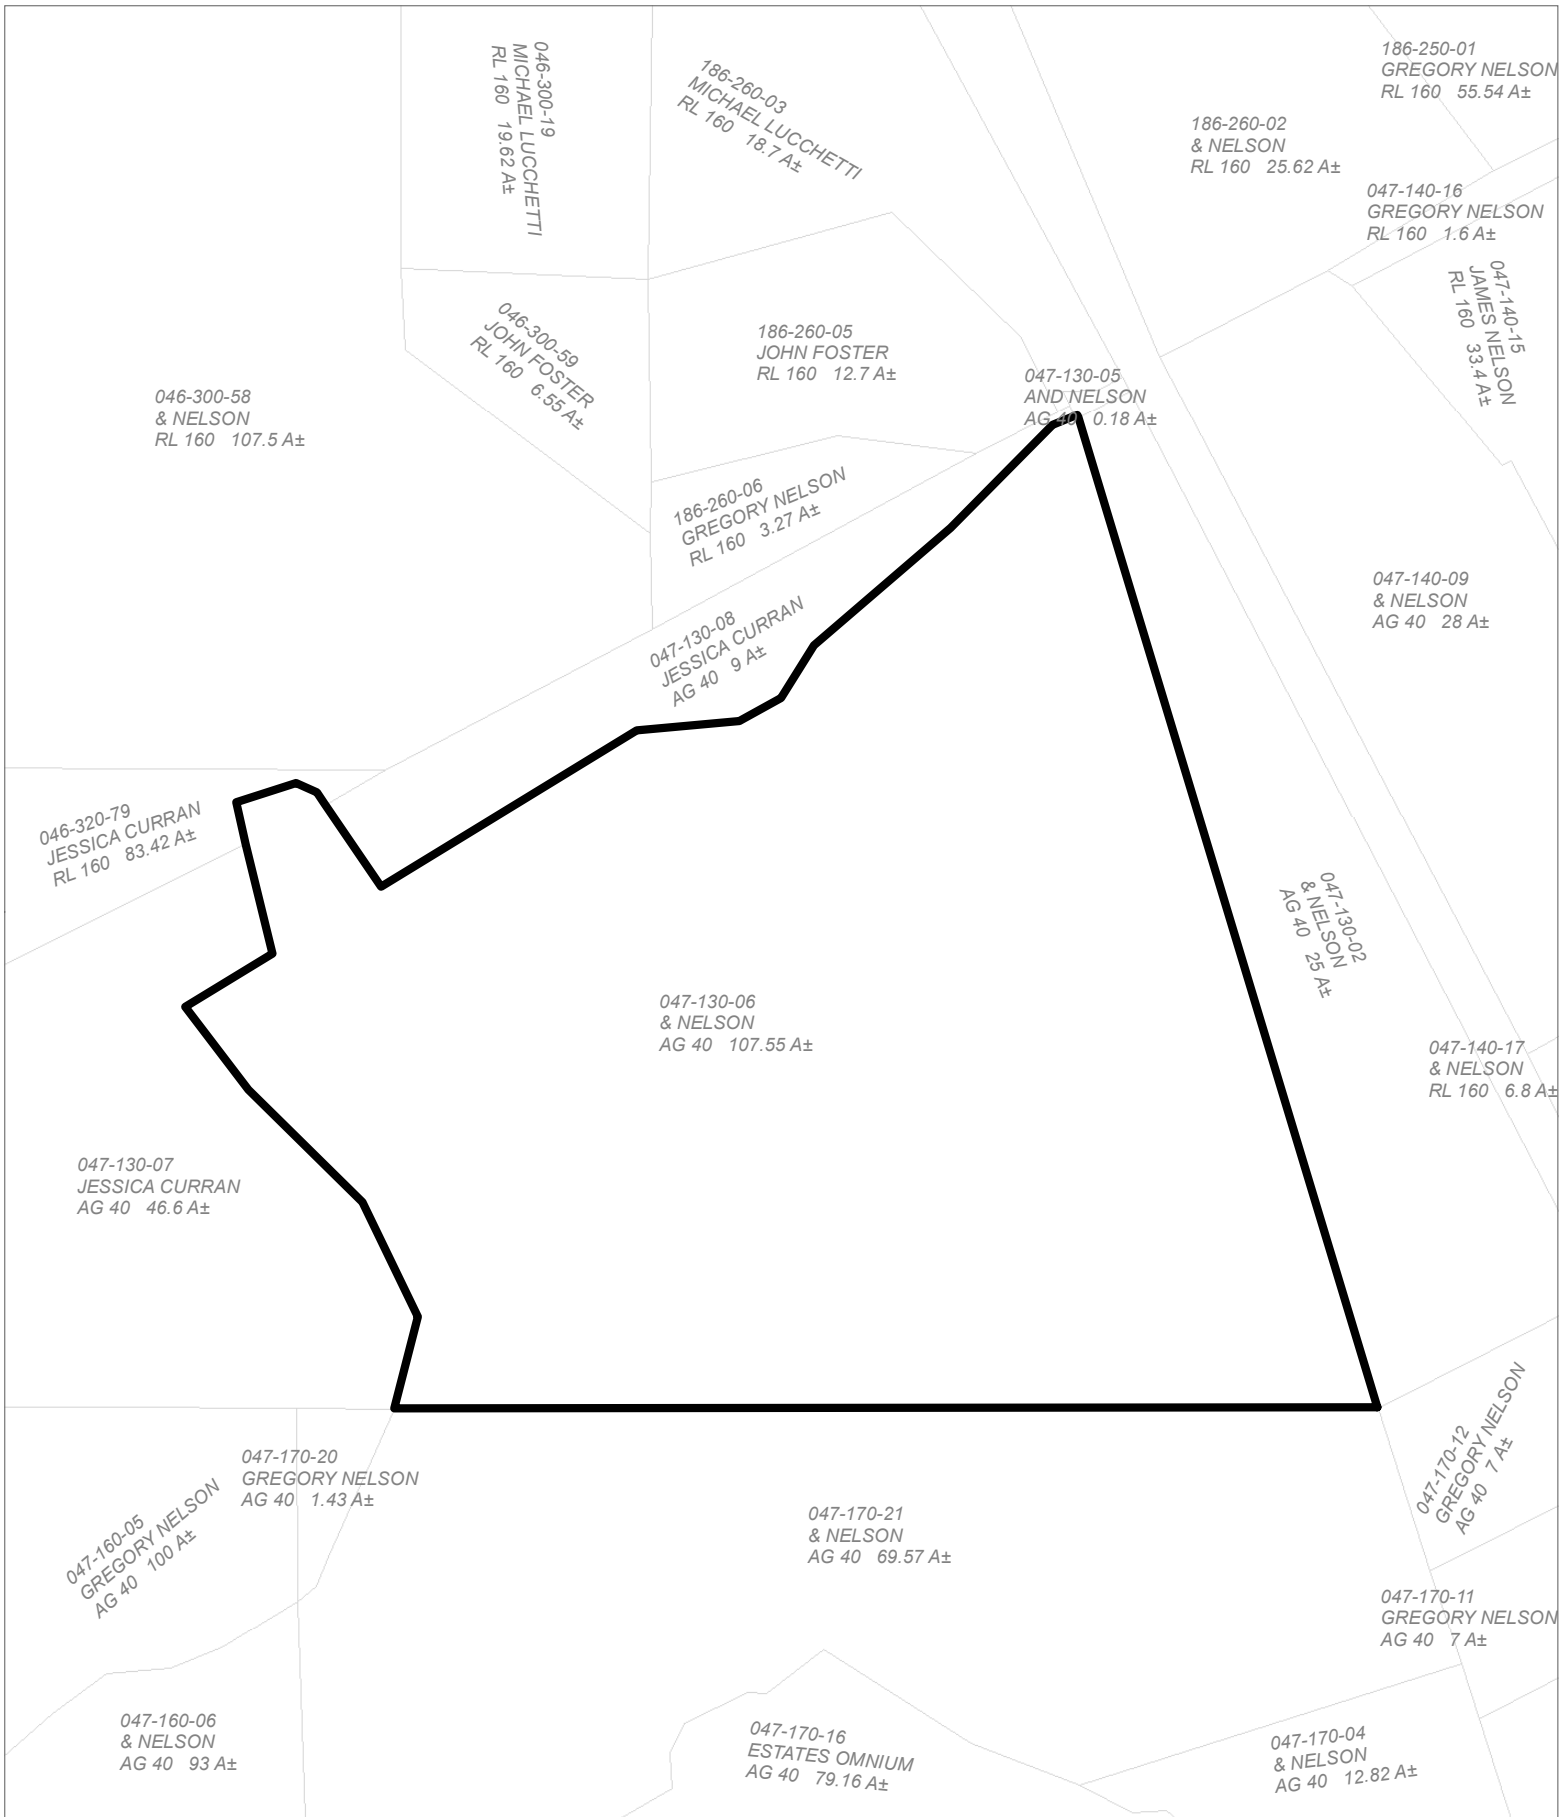 046-300-19
MICHAEL LUCCHETTI
RL 160 19.62 A±
186-260-03
MICHAEL LUCCHETTI
RL 160 18.7 A±
186-250-01
GREGORY NELSON
RL 160 55.54 A±
186-260-02
& NELSON
RL 160 25.62 A±
047-140-16
GREGORY NELSON
RL 160 1.6 A±
047-140-15
JAMES NELSON
RL 160 33.4 A±
046-300-59
JOHN FOSTER
RL 160 6.55 A±
186-260-05
JOHN FOSTER
RL 160 12.7 A±
047-130-05
AND NELSON
AG 40 0.18 A±
046-300-58
& NELSON
RL 160 107.5 A±
186-260-06
GREGORY NELSON
RL 160 3.27 A±
047-140-09
& NELSON
AG 40 28 A±
047-130-08
JESSICA CURRAN
AG 40 9 A±
046-320-79
JESSICA CURRAN
RL 160 83.42 A±
047-130-02
& NELSON
AG 40 25 A±
047-130-06
& NELSON
AG 40 107.55 A±
047-140-17
& NELSON
RL 160 6.8 A±
047-130-07
JESSICA CURRAN
AG 40 46.6 A±
047-170-12
GREGORY NELSON
AG 40 7 A±
047-170-20
GREGORY NELSON
AG 40 1.43 A±
047-160-05
GREGORY NELSON
AG 40 100 A±
047-170-21
& NELSON
AG 40 69.57 A±
047-170-11
GREGORY NELSON
AG 40 7 A±
047-160-06
& NELSON
AG 40 93 A±
047-170-16
ESTATES OMNIUM
AG 40 79.16 A±
047-170-04
& NELSON
AG 40 12.82 A±